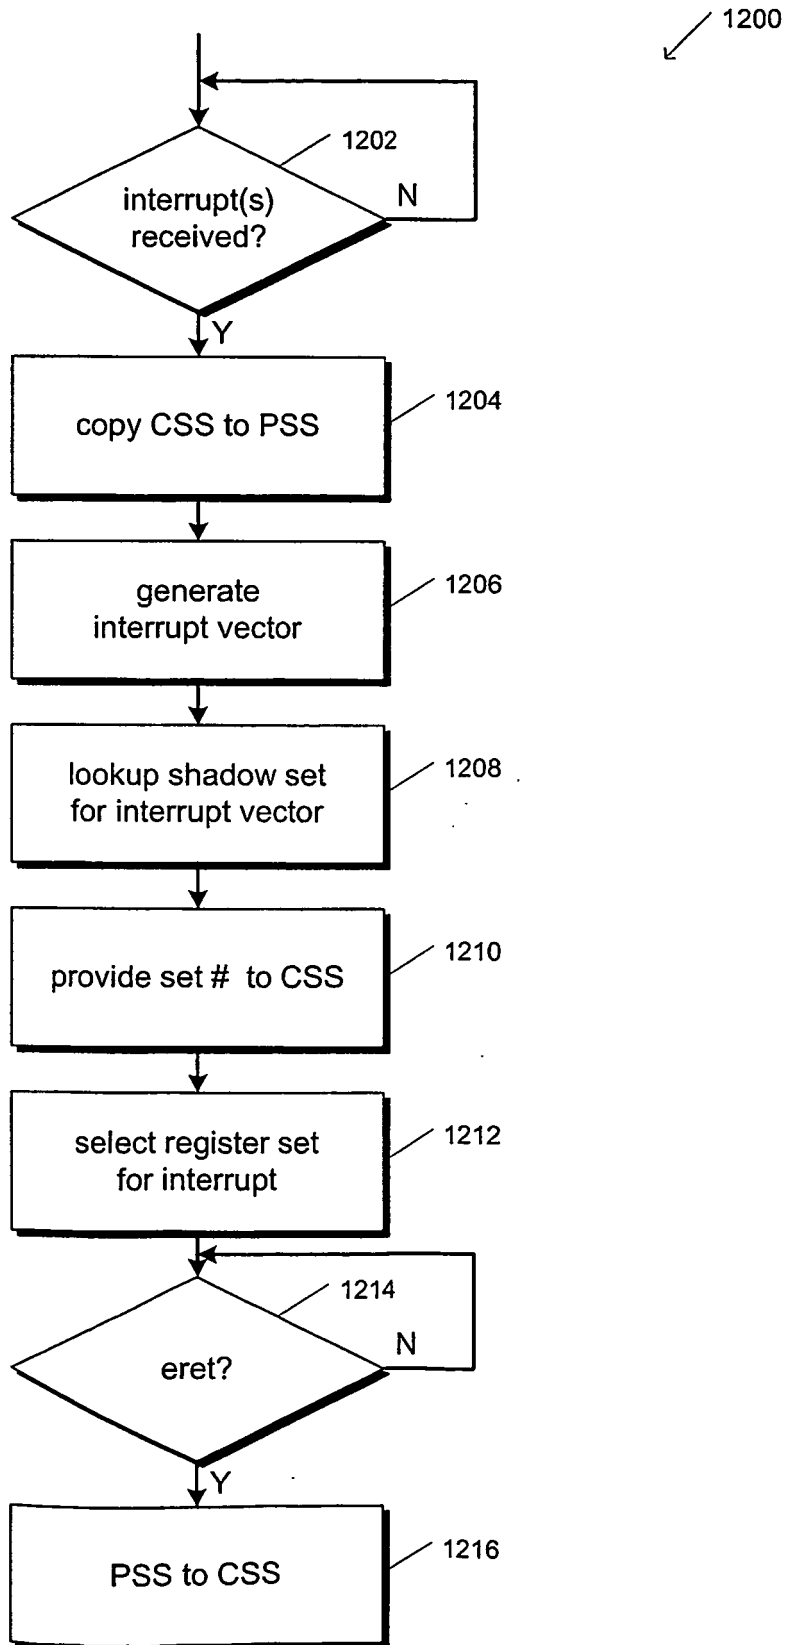 1200
1202
interrupt(s)
received?
N
Y
copy CSS to PSS
1204
generate
interrupt vector
1206
lookup shadow set
for interrupt vector
1208
provide set # to CSS
1210
select register set
for interrupt
1212
1214
eret?
N
Y
PSS to CSS
1216